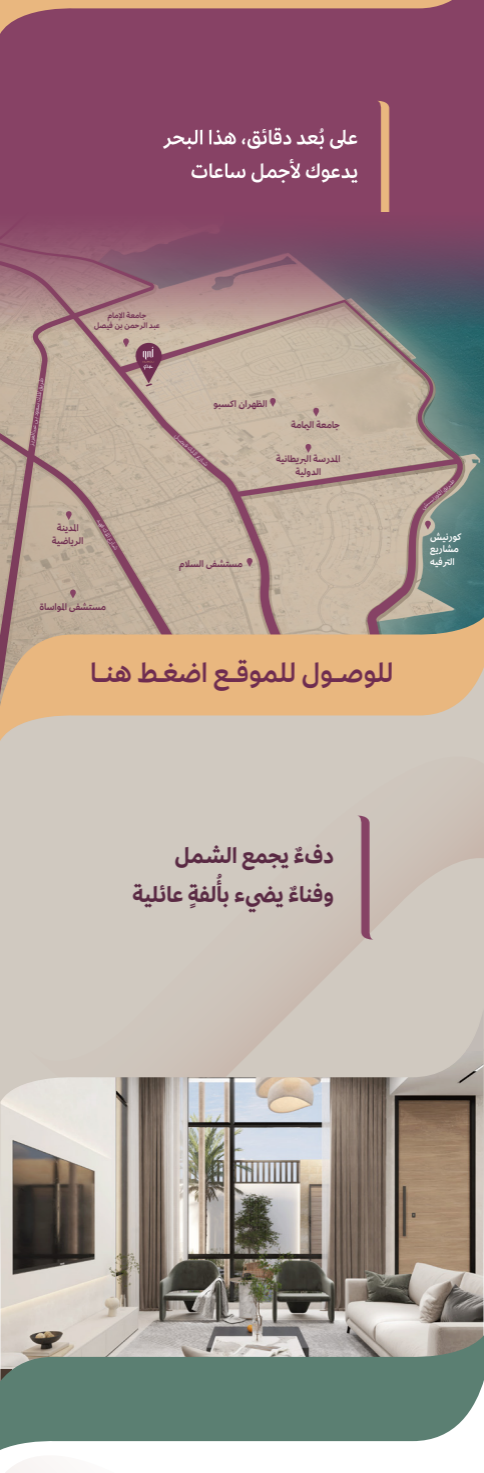 على بُعد دقائق، هذا البحر
يدعوك لأجمل ساعات
جامعة الإمام
عبد الرحمن بن فيصل
الظهران اكسبو
جامعة اليمامة
المدرسة البريطانية
الدولية
المدينة
الرياضية
كورنيش
مشاريع
الترفيه
مستشفى السلام
مستشفى المواساة
للوصـول للموقـع اضغـط هنـا
دفءٌ يجمع الشمل
وفناءٌ يضيء بأُلفةٍ عائلية